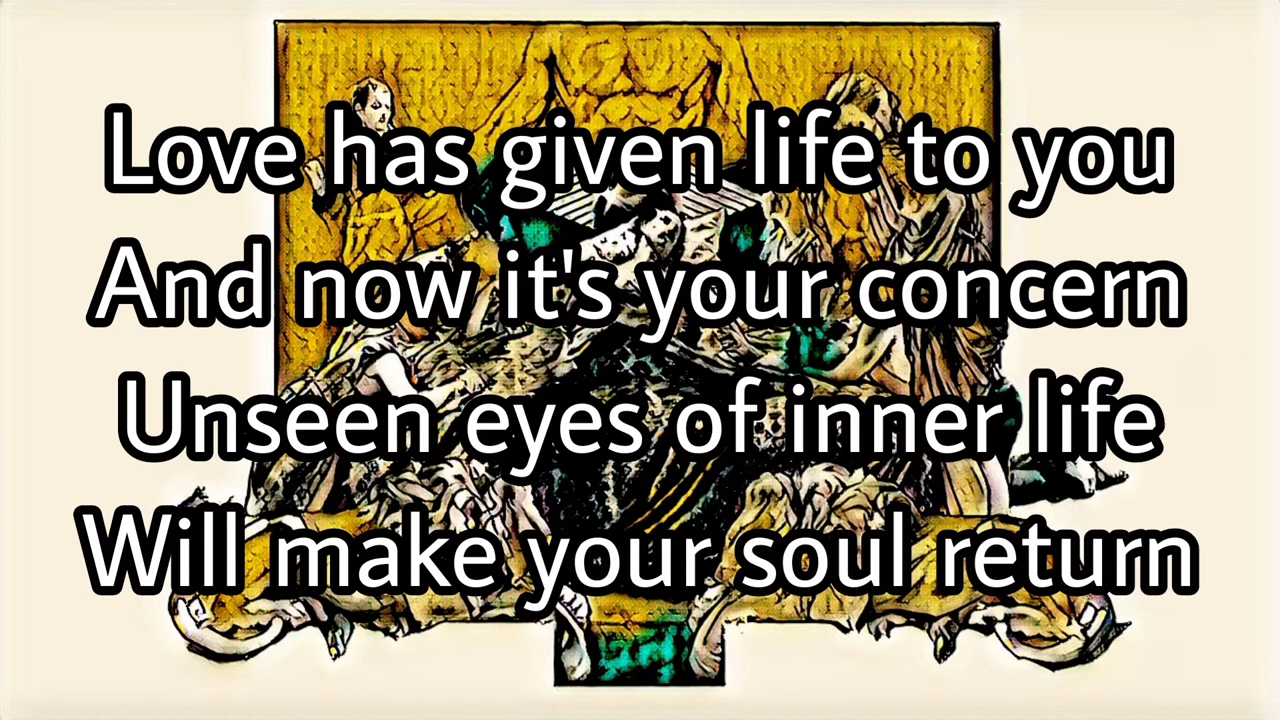 Love has given life to you
And now it's your concern
Unseen eyes of inner life
Will make your soul return